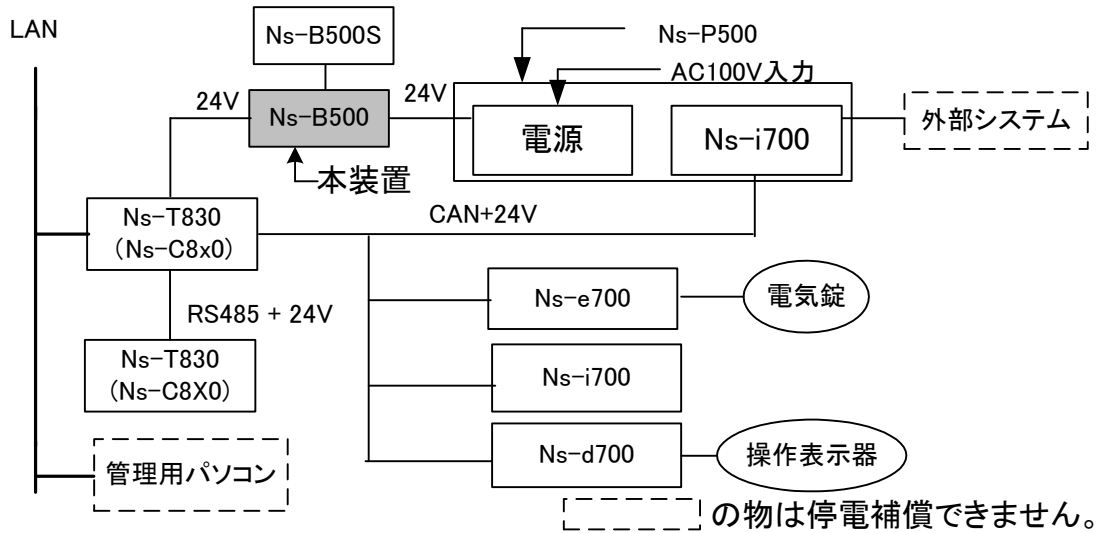 LAN
Ns-B500S
Ns-P500
AC100V入力
24V
Ns-B500
24V
電源
Ns-i700
外部システム
本装置
Ns-T830
(Ns-C8x0)
CAN+24V
RS485 + 24V
Ns-e700
電気錠
Ns-T830
(Ns-C8X0)
Ns-i700
管理用パソコン
Ns-d700
操作表示器
の物は停電補償できません。